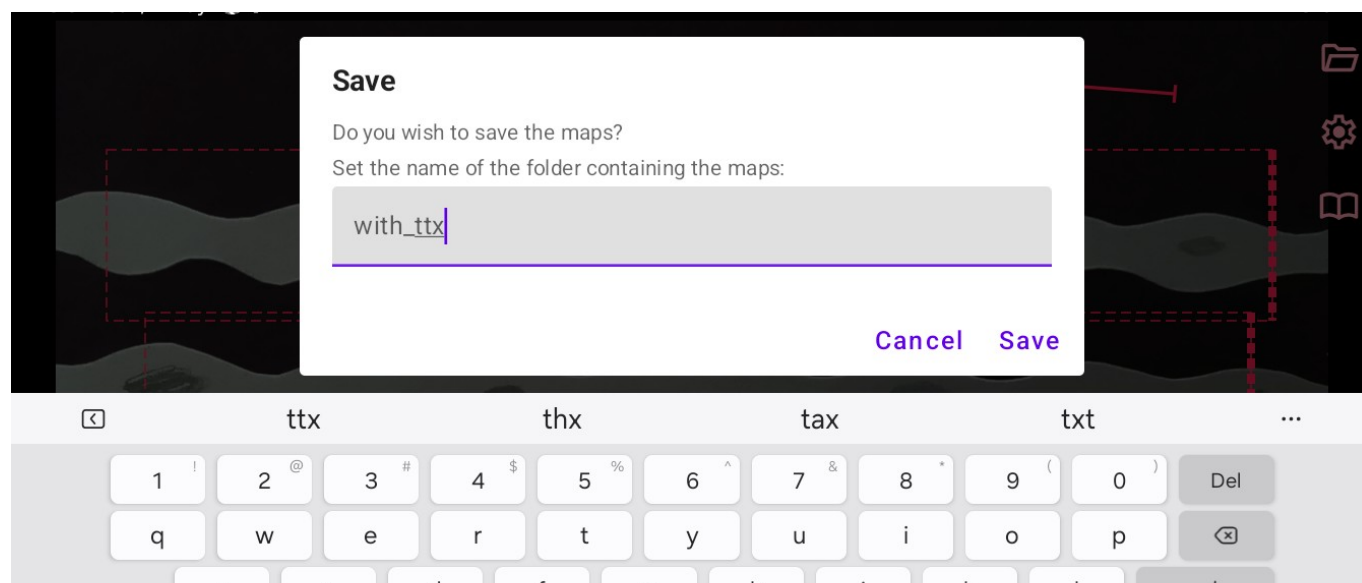 Save
Do you wish to save the maps?
Set the name of the folder containing the maps:
with_ttx
Cancel Save
ttx thx tax txt ...
1 ! 2 @ 3 # 4 $ 5 % 6 ^ 7 & 8 * 9 ( 0 ) Del
q w e r t y u i o p